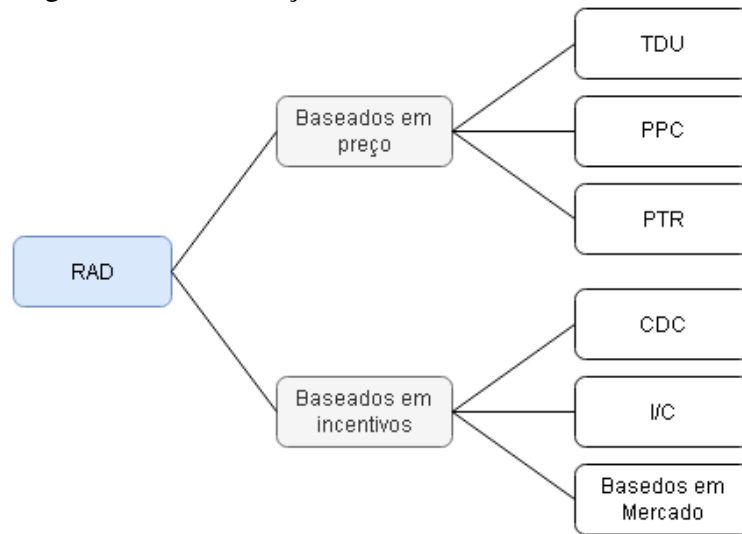 TDU
Baseados em
preço
PPC
PTR
RAD
CDC
Baseados em
incentivos
I/C
Basedos em
Mercado